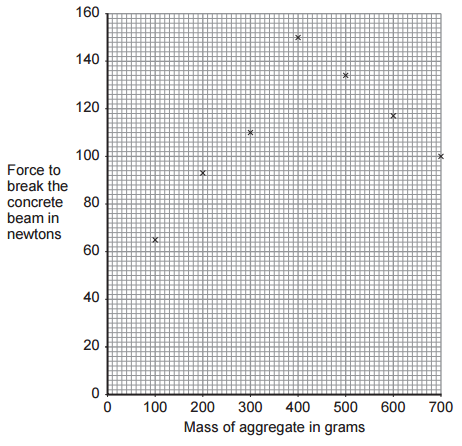 160
140
120
100
80
60
40
20
0
Force to
break the
concrete
beam in
newtons
0 100 200 300 400 500 600 700
Mass of aggregate in grams